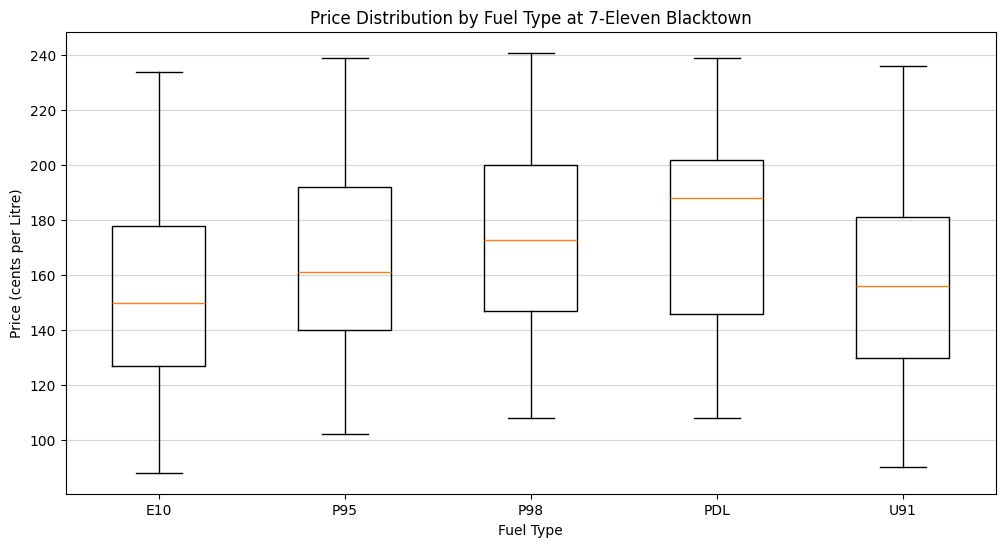 Price Distribution by Fuel Type at 7-Eleven Blacktown
Price (cents per Litre)
240
220
200
180
160
140
120
100
E10 P95 P98 PDL U91
Fuel Type